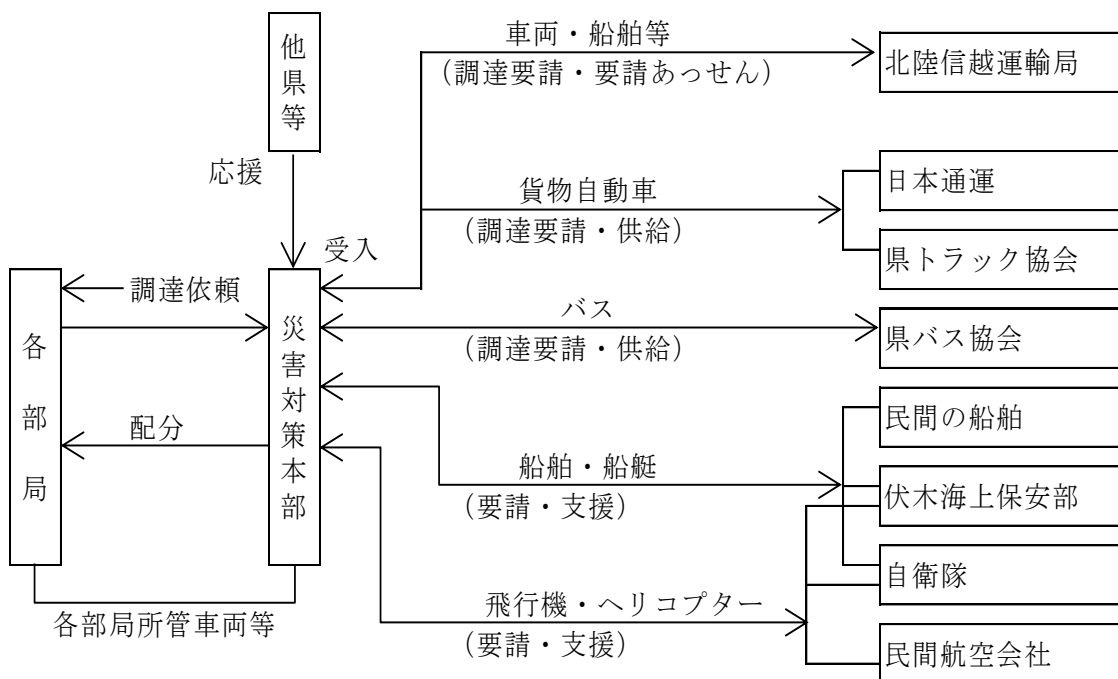 他県等
車両・船舶等
(調達要請・要請あっせん)
北陸信越運輸局
応援
日本通運
貨物自動車
(調達要請・供給)
県トラック協会
受入
調達依頼
バス
(調達要請・供給)
県バス協会
各部局
災害対策本部
民間の船舶
配分
船舶・船艇
(要請・支援)
伏木海上保安部
自衛隊
飛行機・ヘリコプター
(要請・支援)
各部局所管車両等
民間航空会社